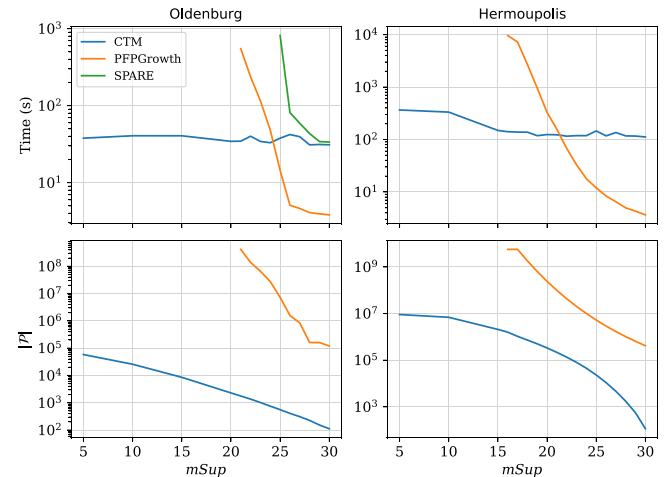 Oldenburg
Hermoupolis
CTM
PFPGrowth
SPARE
Time (s)
10³
10²
10¹
10⁴
10³
10²
10¹
|𝒫|
10⁸
10⁷
10⁶
10⁵
10⁴
10³
10²
10⁹
10⁷
10⁵
10³
5 10 15 20 25 30
5 10 15 20 25 30
mSup
mSup